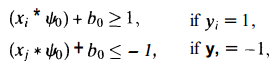 (xᵢ * ψ₀) + b₀ ≥ 1, if yᵢ = 1,
(xⱼ * ψ₀) + b₀ ≤ − 1, if y, = −1,